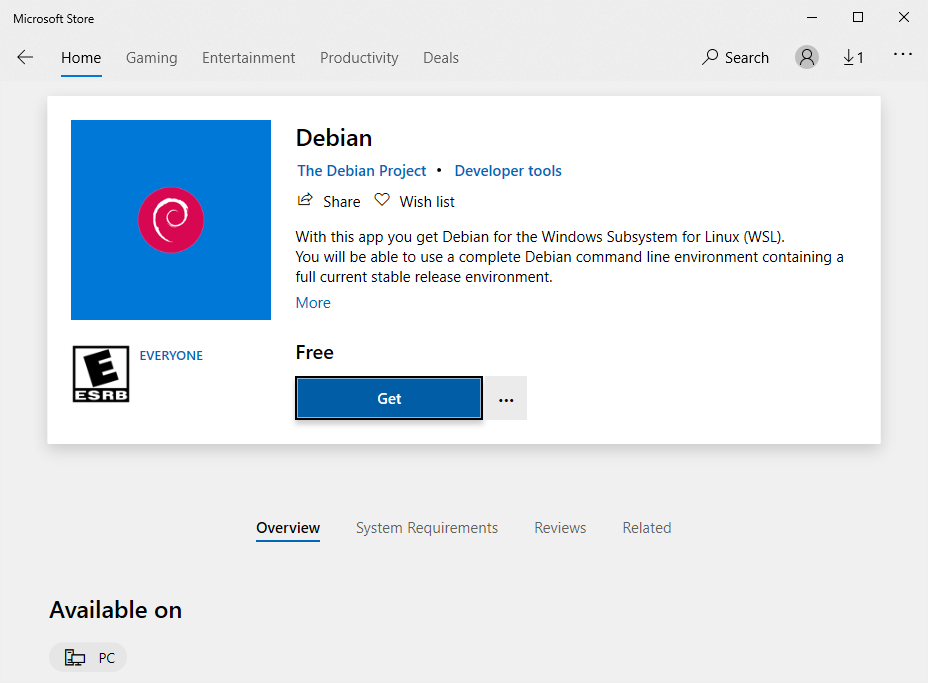 Microsoft Store
Home Gaming Entertainment Productivity Deals Search 1
Debian
The Debian Project • Developer tools
Share Wish list
With this app you get Debian for the Windows Subsystem for Linux (WSL).
You will be able to use a complete Debian command line environment containing a
full current stable release environment.
More
E
ESRB
EVERYONE
Free
Get
Overview System Requirements Reviews Related
Available on
PC